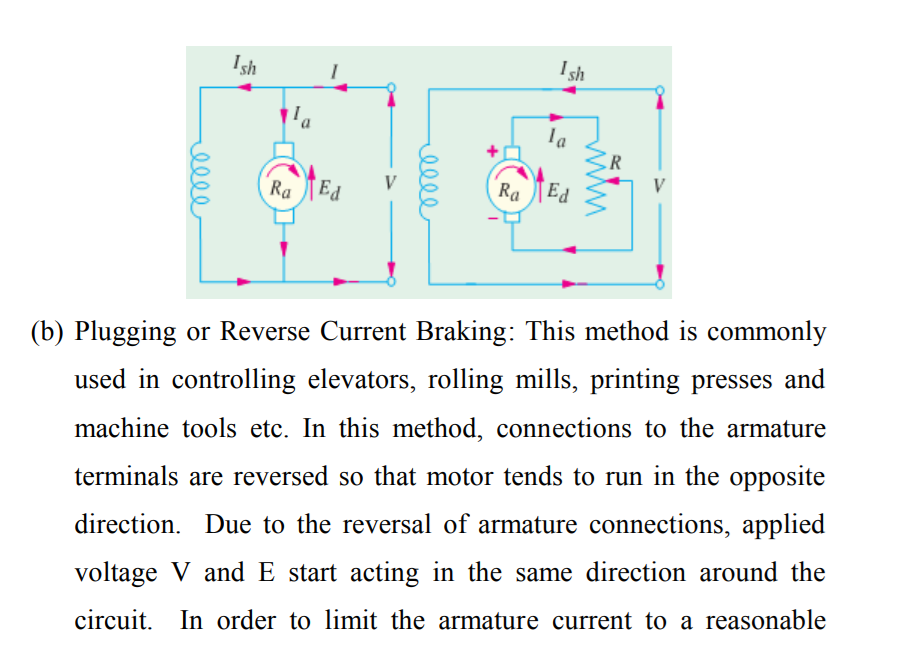 Ish
I
Ia
Ra
Ed
V
Ish
Ia
+
R
Ra
Ed
V
−
(b) Plugging or Reverse Current Braking: This method is commonly
used in controlling elevators, rolling mills, printing presses and
machine tools etc. In this method, connections to the armature
terminals are reversed so that motor tends to run in the opposite
direction. Due to the reversal of armature connections, applied
voltage V and E start acting in the same direction around the
circuit. In order to limit the armature current to a reasonable